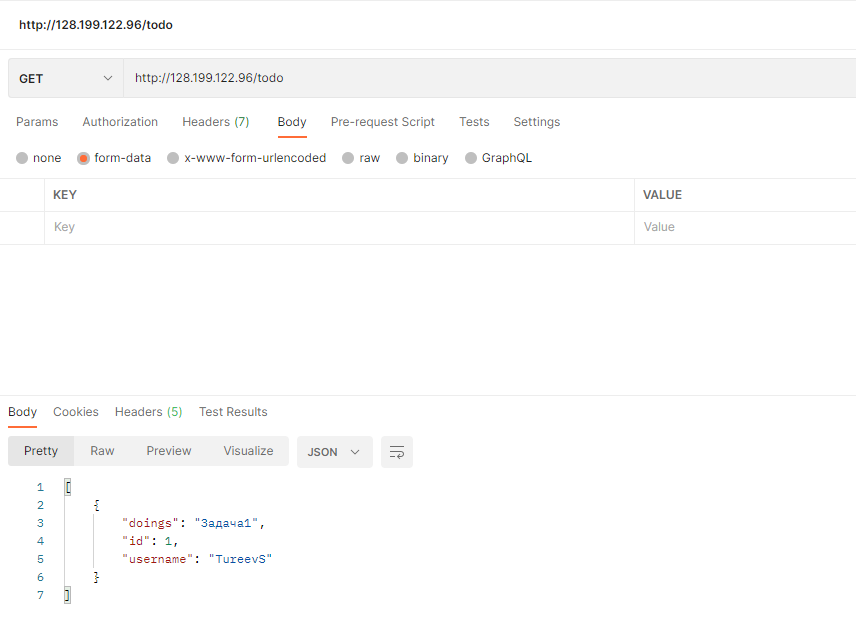 http://128.199.122.96/todo
GET http://128.199.122.96/todo
Params Authorization Headers (7) Body Pre-request Script Tests Settings
none form-data x-www-form-urlencoded raw binary GraphQL
KEY VALUE
Key Value
Body Cookies Headers (5) Test Results
Pretty Raw Preview Visualize JSON
1 [
2 {
3 "doings": "Задача1",
4 "id": 1,
5 "username": "TureevS"
6 }
7 ]